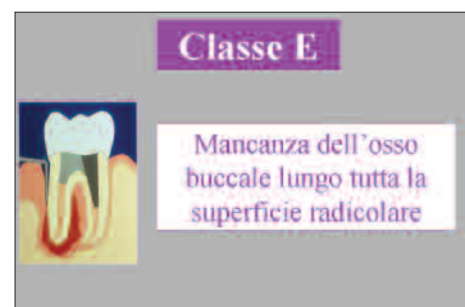 Classe E
Mancanza dell'osso
buccale lungo tutta la
superficie radicolare